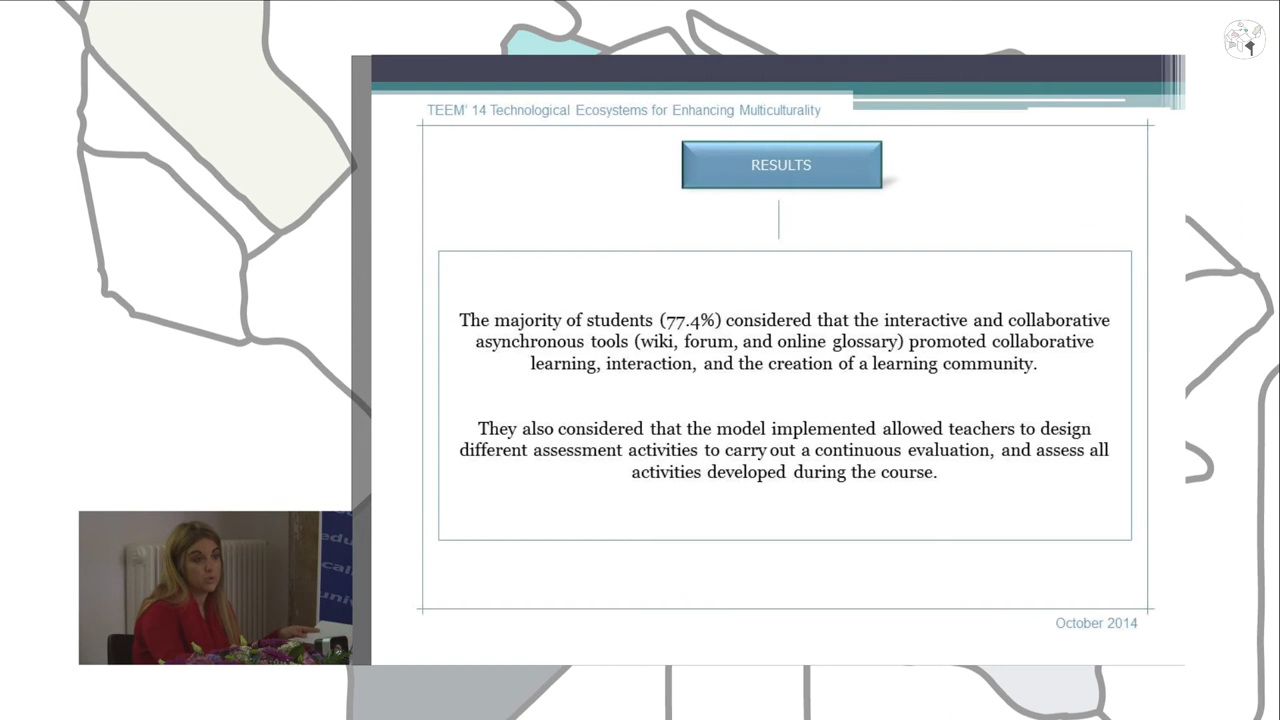 TEEM' 14 Technological Ecosystems for Enhancing Multiculturality
RESULTS
The majority of students (77.4%) considered that the interactive and collaborative
asynchronous tools (wiki, forum, and online glossary) promoted collaborative
learning, interaction, and the creation of a learning community.
They also considered that the model implemented allowed teachers to design
different assessment activities to carry out a continuous evaluation, and assess all
activities developed during the course.
October 2014